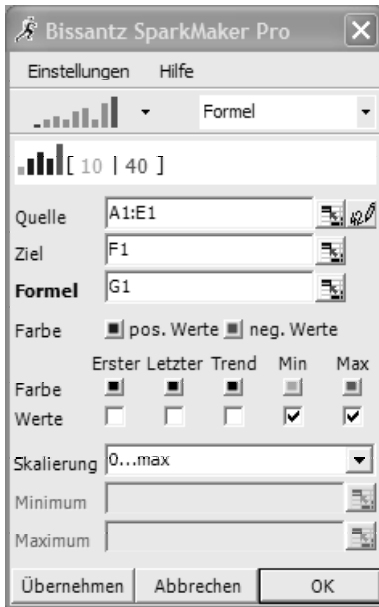 Bissantz SparkMaker Pro
Einstellungen Hilfe
Formel
[ 10 | 40 ]
Quelle A1:E1
Ziel F1
Formel G1
Farbe pos. Werte neg. Werte
Erster Letzter Trend Min Max
Farbe
Werte
Skalierung 0...max
Minimum
Maximum
Übernehmen Abbrechen OK